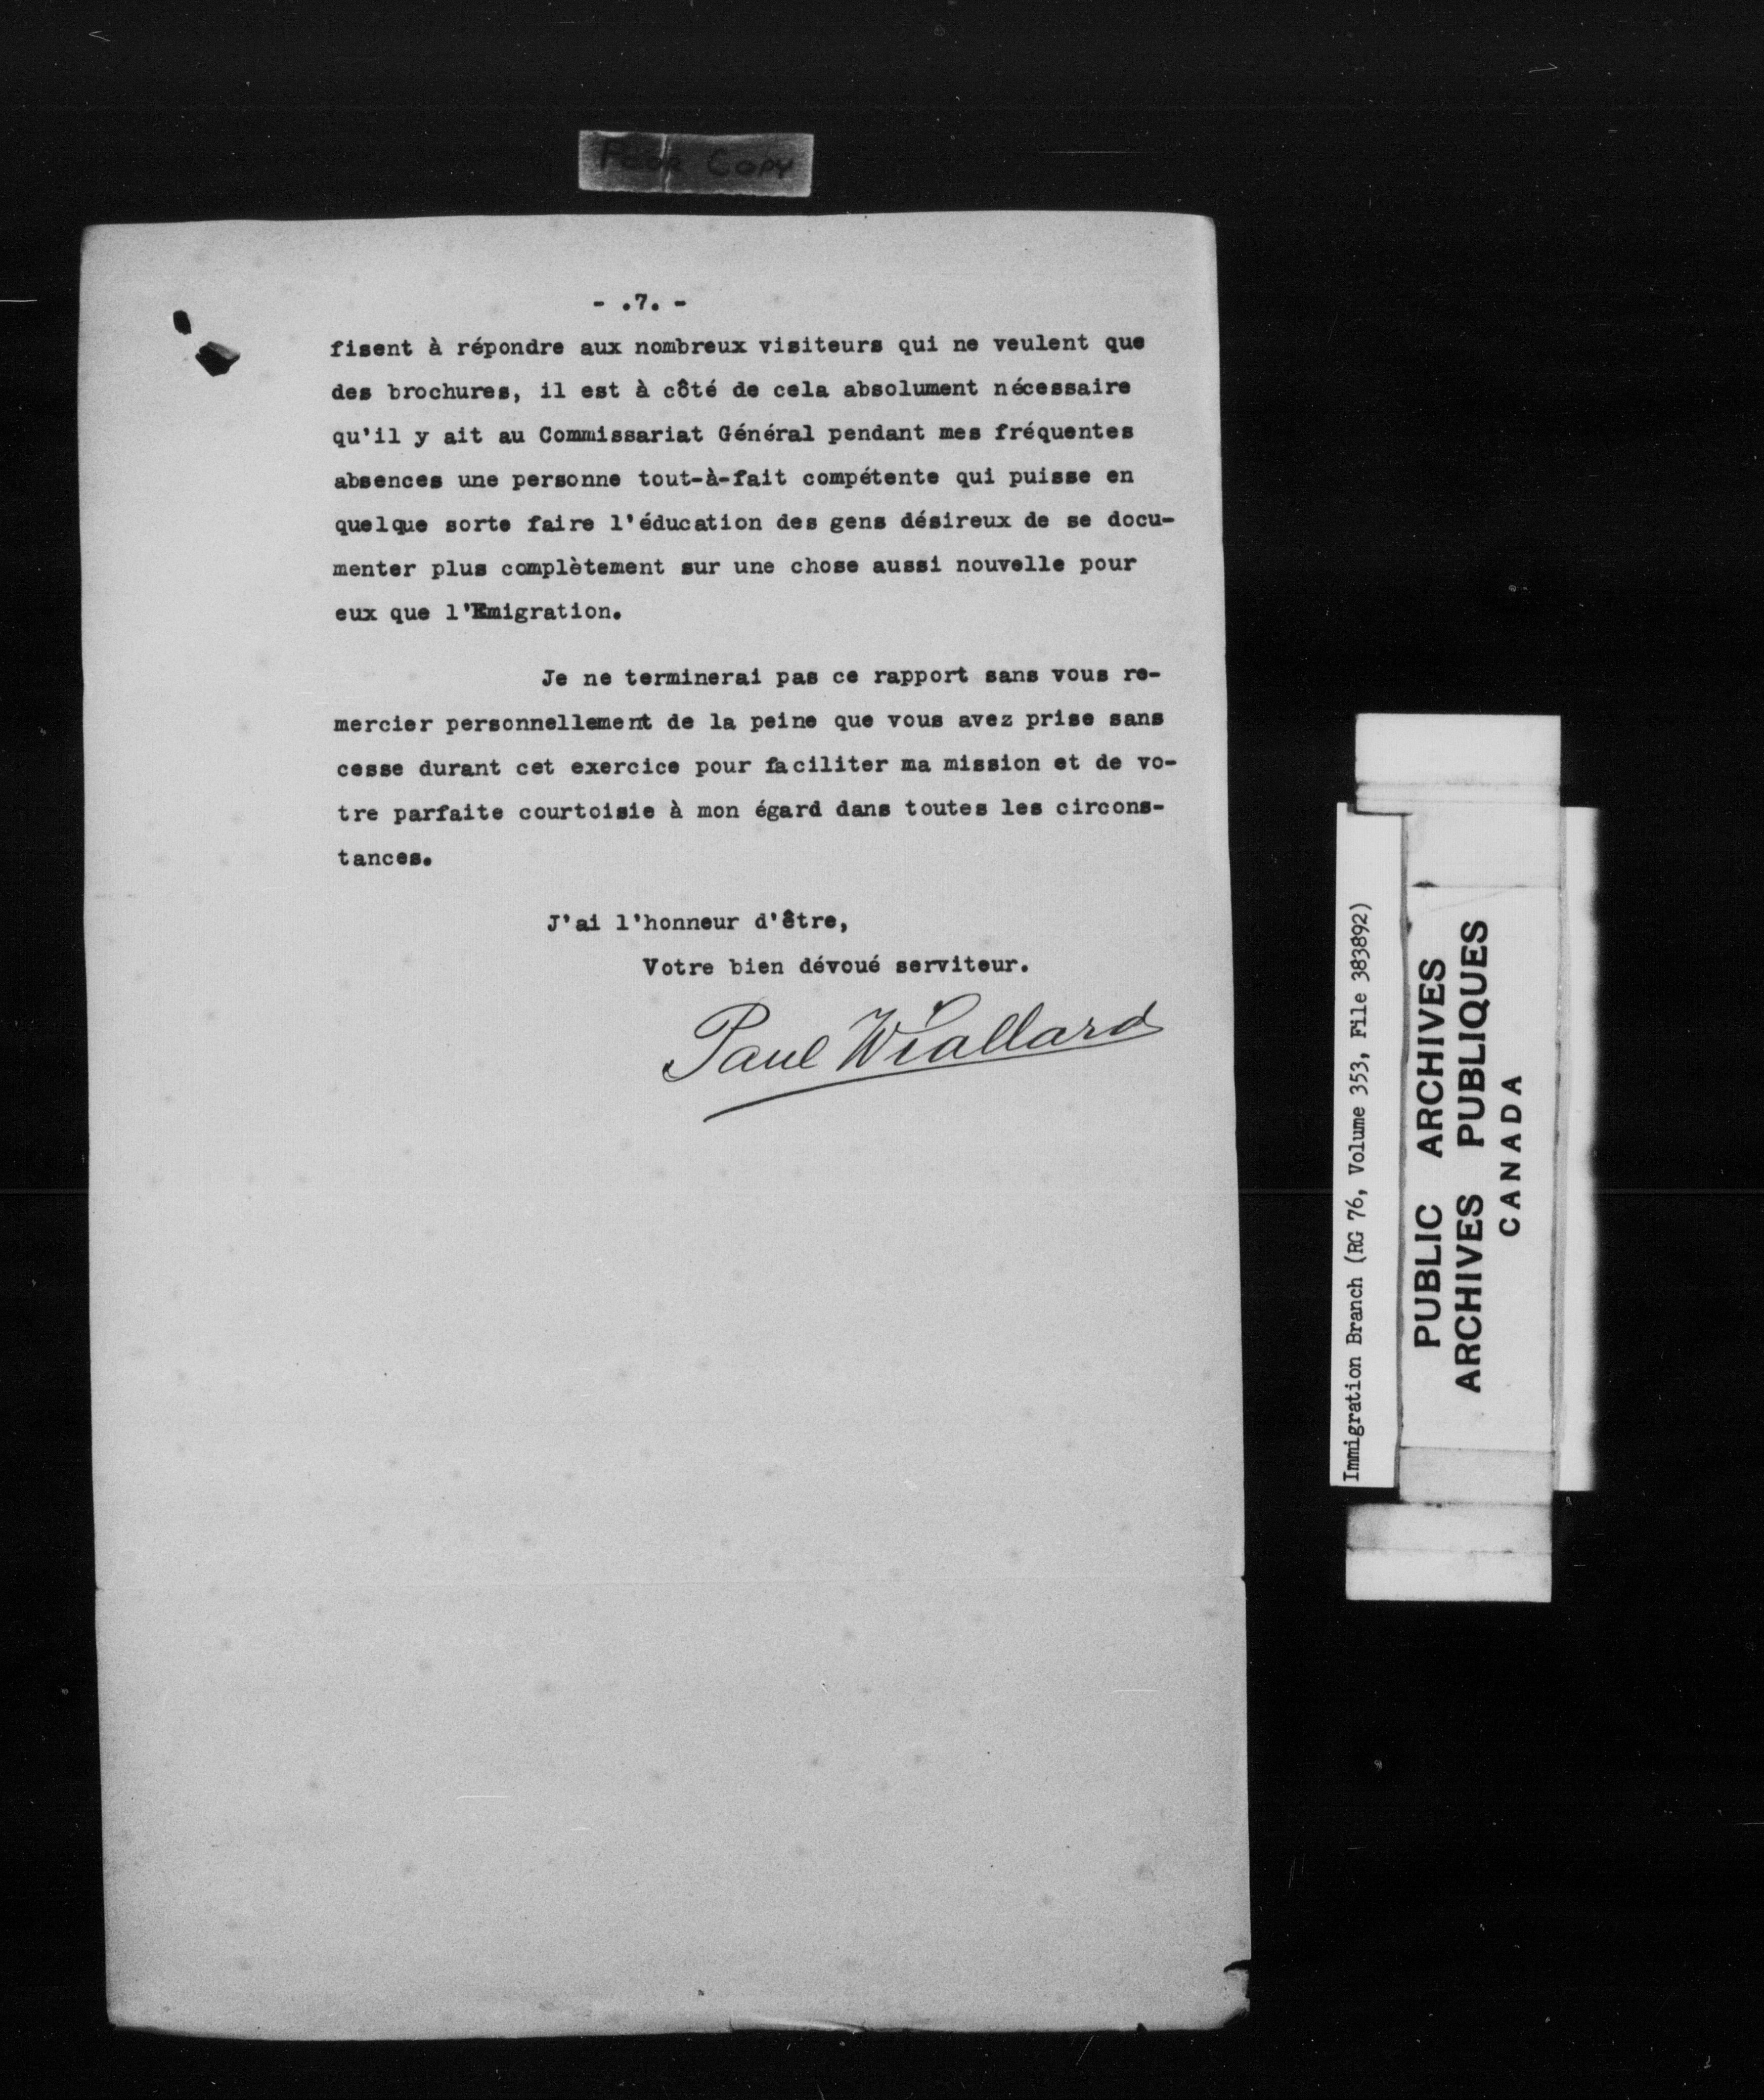 Poor Copy
- .7. -
fisent à répondre aux nombreux visiteurs qui ne veulent que
des brochures, il est à côté de cela absolument nécessaire
qu'il y ait au Commissariat Général pendant mes fréquentes
absences une personne tout-à-fait compétente qui puisse en
quelque sorte faire l'éducation des gens désireux de se docu-
menter plus complètement sur une chose aussi nouvelle pour
eux que l'Emigration.
Je ne terminerai pas ce rapport sans vous re-
mercier personnellement de la peine que vous avez prise sans
cesse durant cet exercice pour faciliter ma mission et de vo-
tre parfaite courtoisie à mon égard dans toutes les circons-
tances.
J'ai l'honneur d'être,
Votre bien dévoué serviteur.
Paul Wiallard
Immigration Branch (RG 76, Volume 353, File 383892)
PUBLIC ARCHIVES
ARCHIVES PUBLIQUES
CANADA